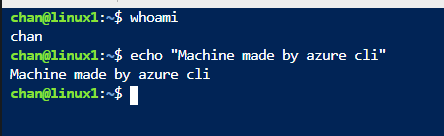 chan@linux1:~$ whoami
chan
chan@linux1:~$ echo "Machine made by azure cli"
Machine made by azure cli
chan@linux1:~$